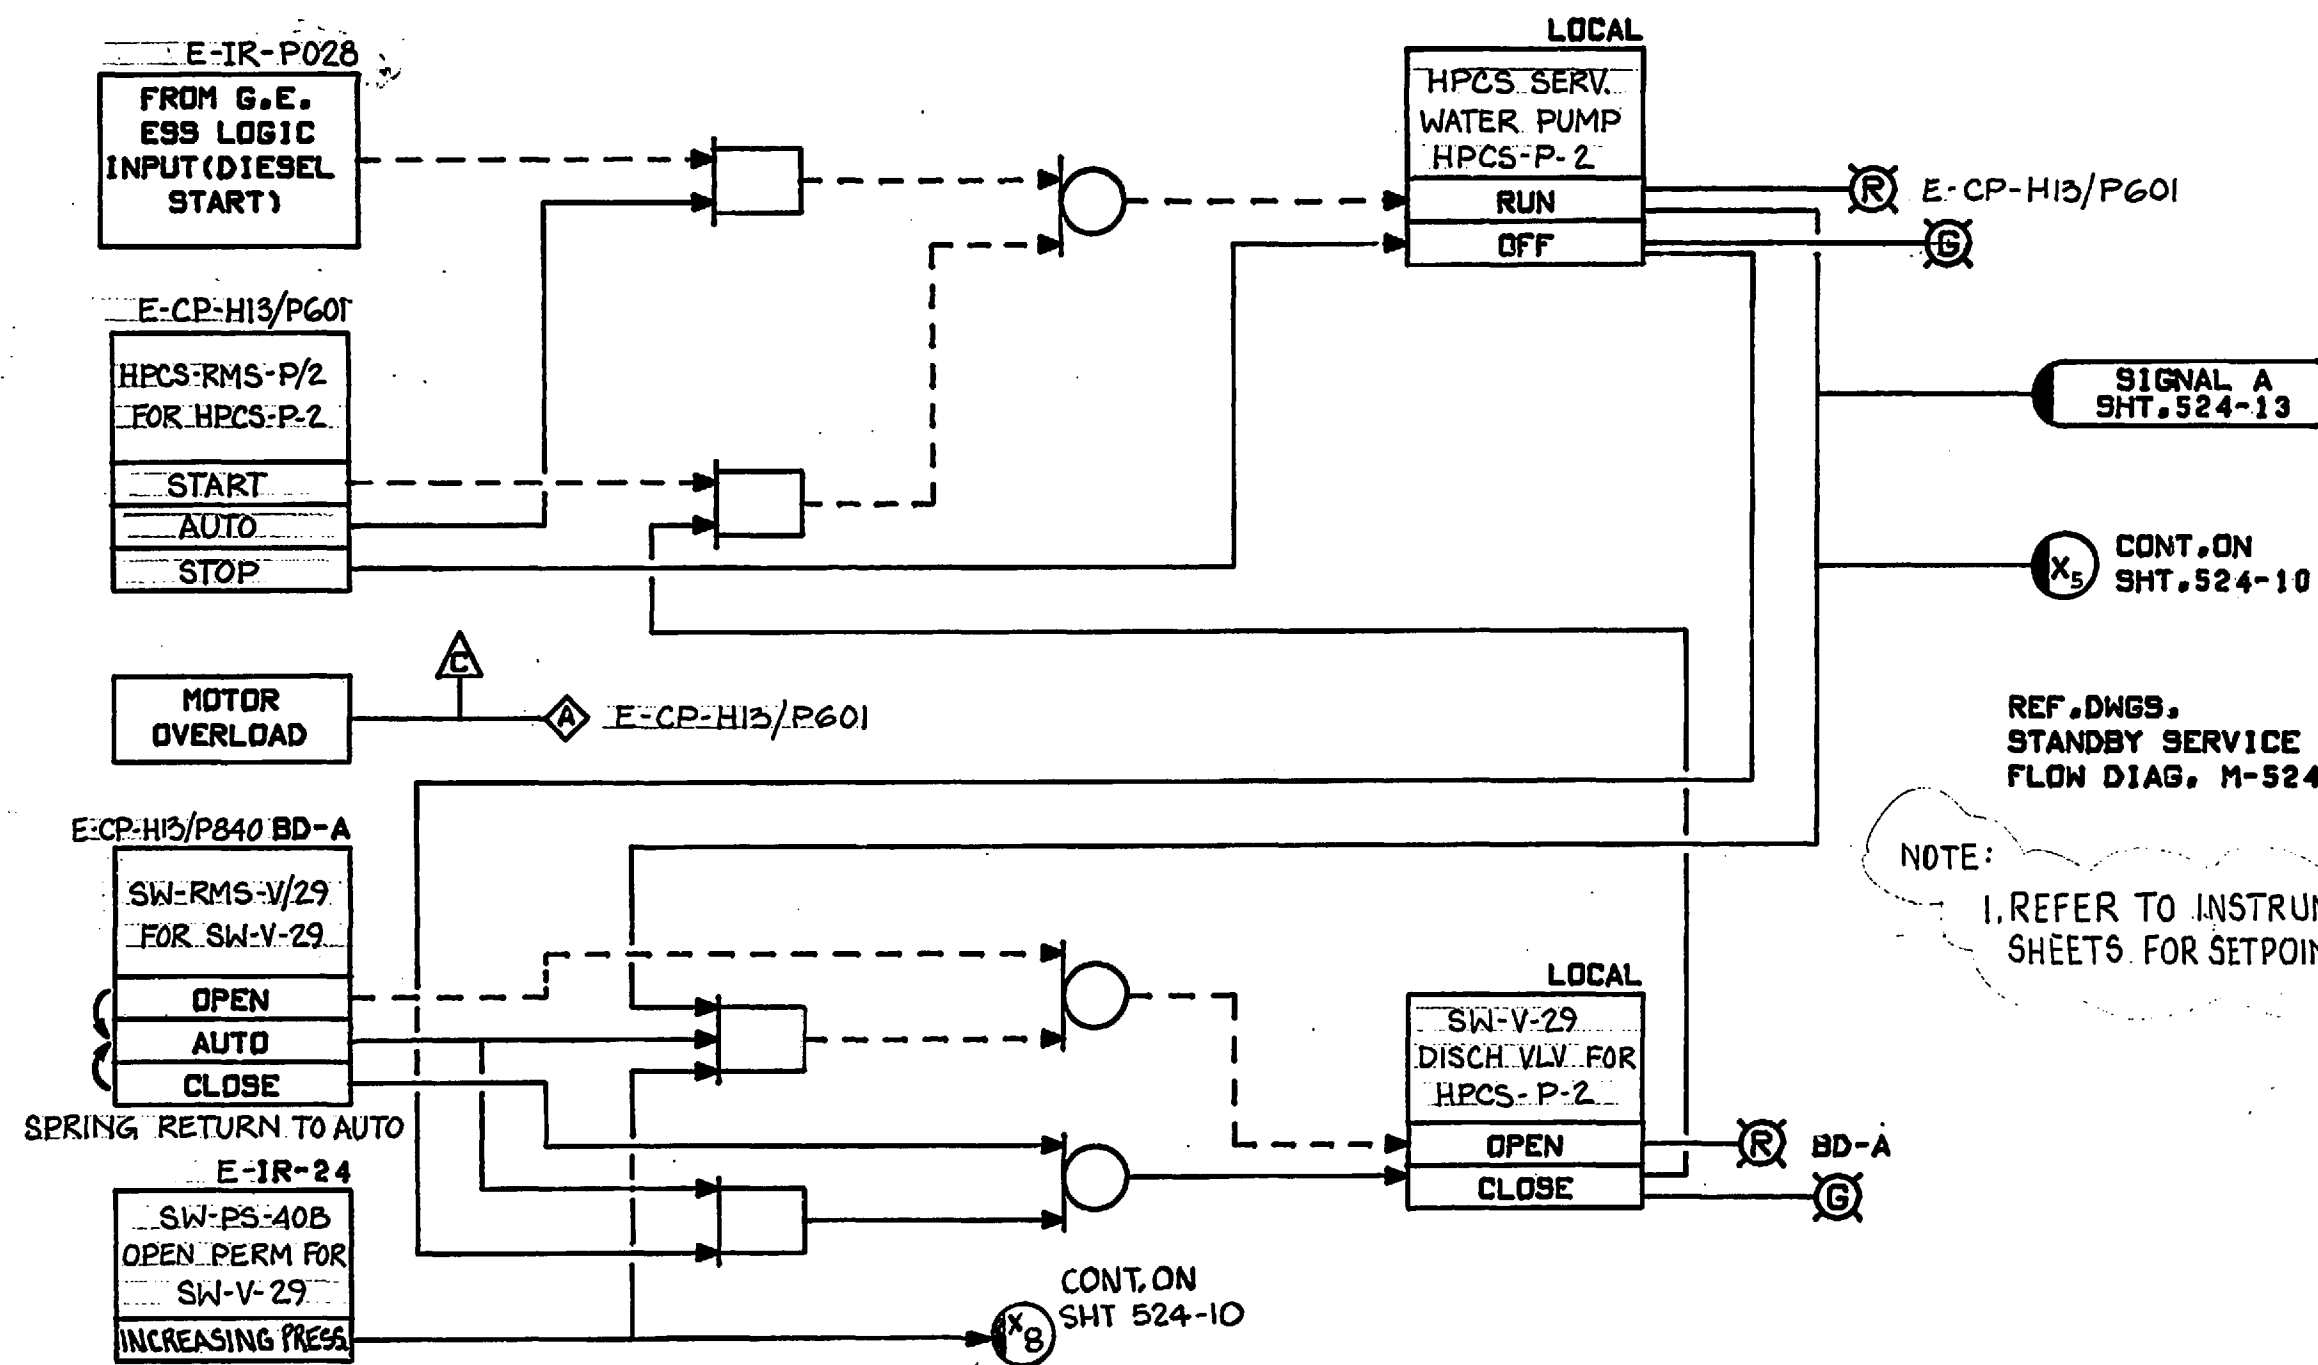 E-IR-P028
FROM G.E.
ESS LOGIC
INPUT(DIESEL
START)
LOCAL
HPCS SERV.
WATER PUMP
HPCS-P-2
RUN
OFF
R
E-CP-H13/P601
G
E-CP-H13/P601
HPCS-RMS-P/2
FOR HPCS-P-2
START
AUTO
STOP
SIGNAL A
SHT.524-13
X5
CONT.ON
SHT.524-10
C
MOTOR
OVERLOAD
A
E-CP-H13/P601
REF.DWGS.
STANDBY SERVICE
FLOW DIAG. M-524
NOTE:
1. REFER TO INSTRUM
SHEETS FOR SETPOIN
E-CP-H13/P840 BD-A
SW-RMS-V/29
FOR SW-V-29
OPEN
AUTO
CLOSE
SPRING RETURN TO AUTO
LOCAL
SW-V-29
DISCH VLV FOR
HPCS-P-2
OPEN
CLOSE
R
BD-A
G
E-IR-24
SW-PS-40B
OPEN PERM FOR
SW-V-29
INCREASING PRESS.
X8
CONT.ON
SHT 524-10